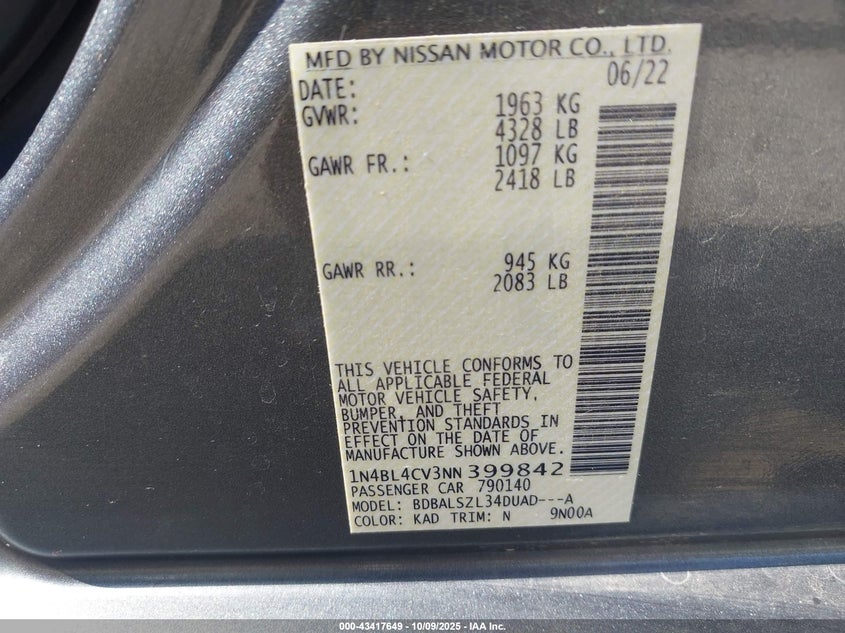 MFD BY NISSAN MOTOR CO., LTD.
DATE: 06/22
GVWR: 1963 KG
4328 LB
GAWR FR.: 1097 KG
2418 LB
GAWR RR.: 945 KG
2083 LB
THIS VEHICLE CONFORMS TO
ALL APPLICABLE FEDERAL
MOTOR VEHICLE SAFETY,
BUMPER, AND THEFT
PREVENTION STANDARDS IN
EFFECT ON THE DATE OF
MANUFACTURE SHOWN ABOVE.
1N4BL4CV3NN 399842
PASSENGER CAR 790140
MODEL: BDBALSZL34DUAD---A
COLOR: KAD TRIM: N 9N00A
000-43417649 | 10/09/2025 - IAA Inc.